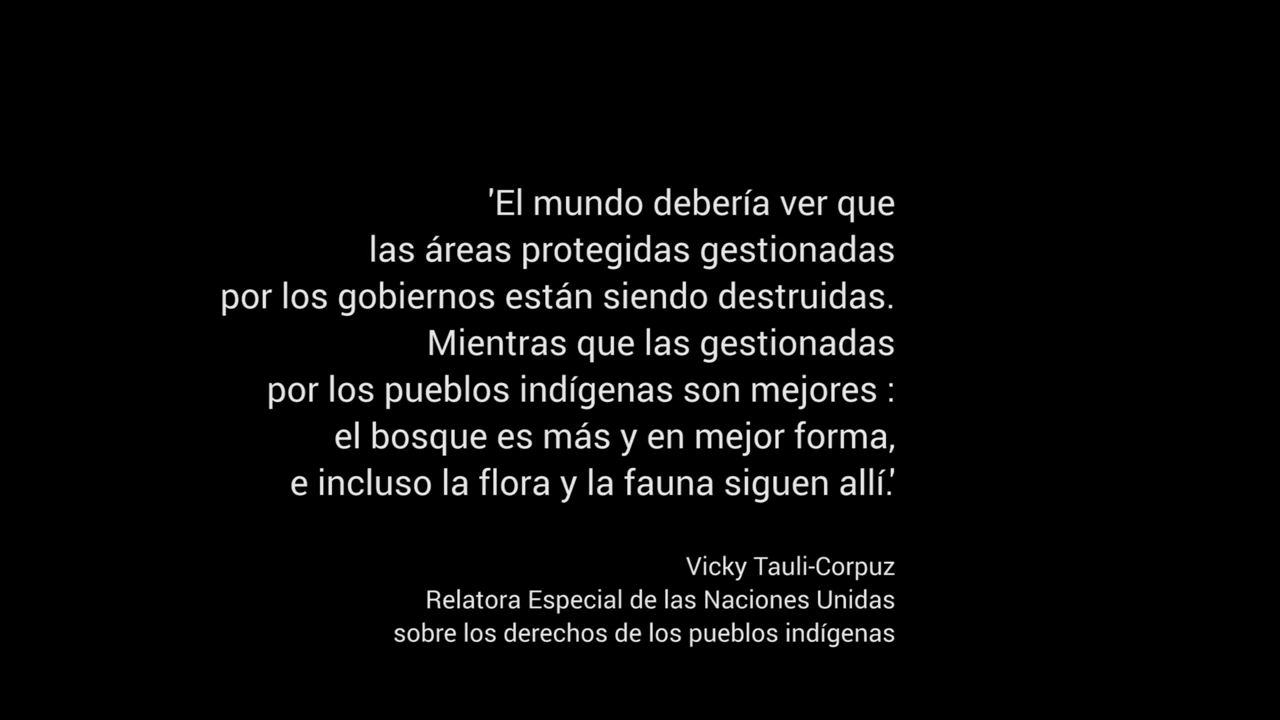 'El mundo debería ver que
las áreas protegidas gestionadas
por los gobiernos están siendo destruidas.
Mientras que las gestionadas
por los pueblos indígenas son mejores :
el bosque es más y en mejor forma,
e incluso la flora y la fauna siguen allí.'
Vicky Tauli-Corpuz
Relatora Especial de las Naciones Unidas
sobre los derechos de los pueblos indígenas